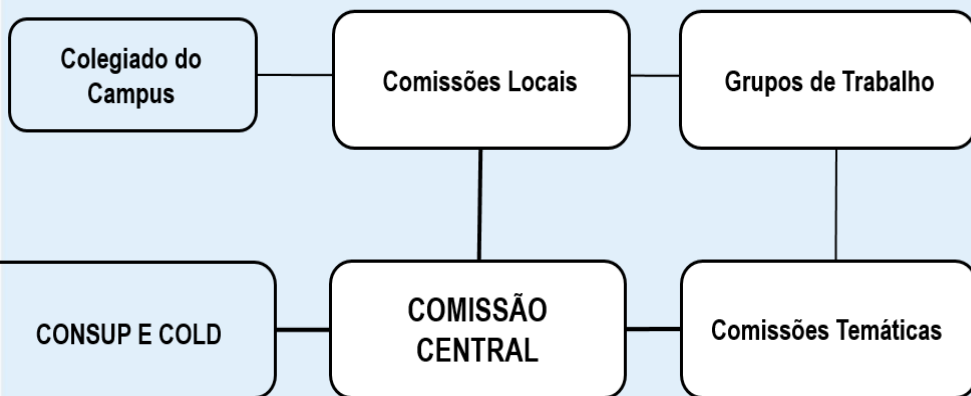 Colegiado do
Campus
Comissões Locais
Grupos de Trabalho
CONSUP E COLD
COMISSÃO
CENTRAL
Comissões Temáticas